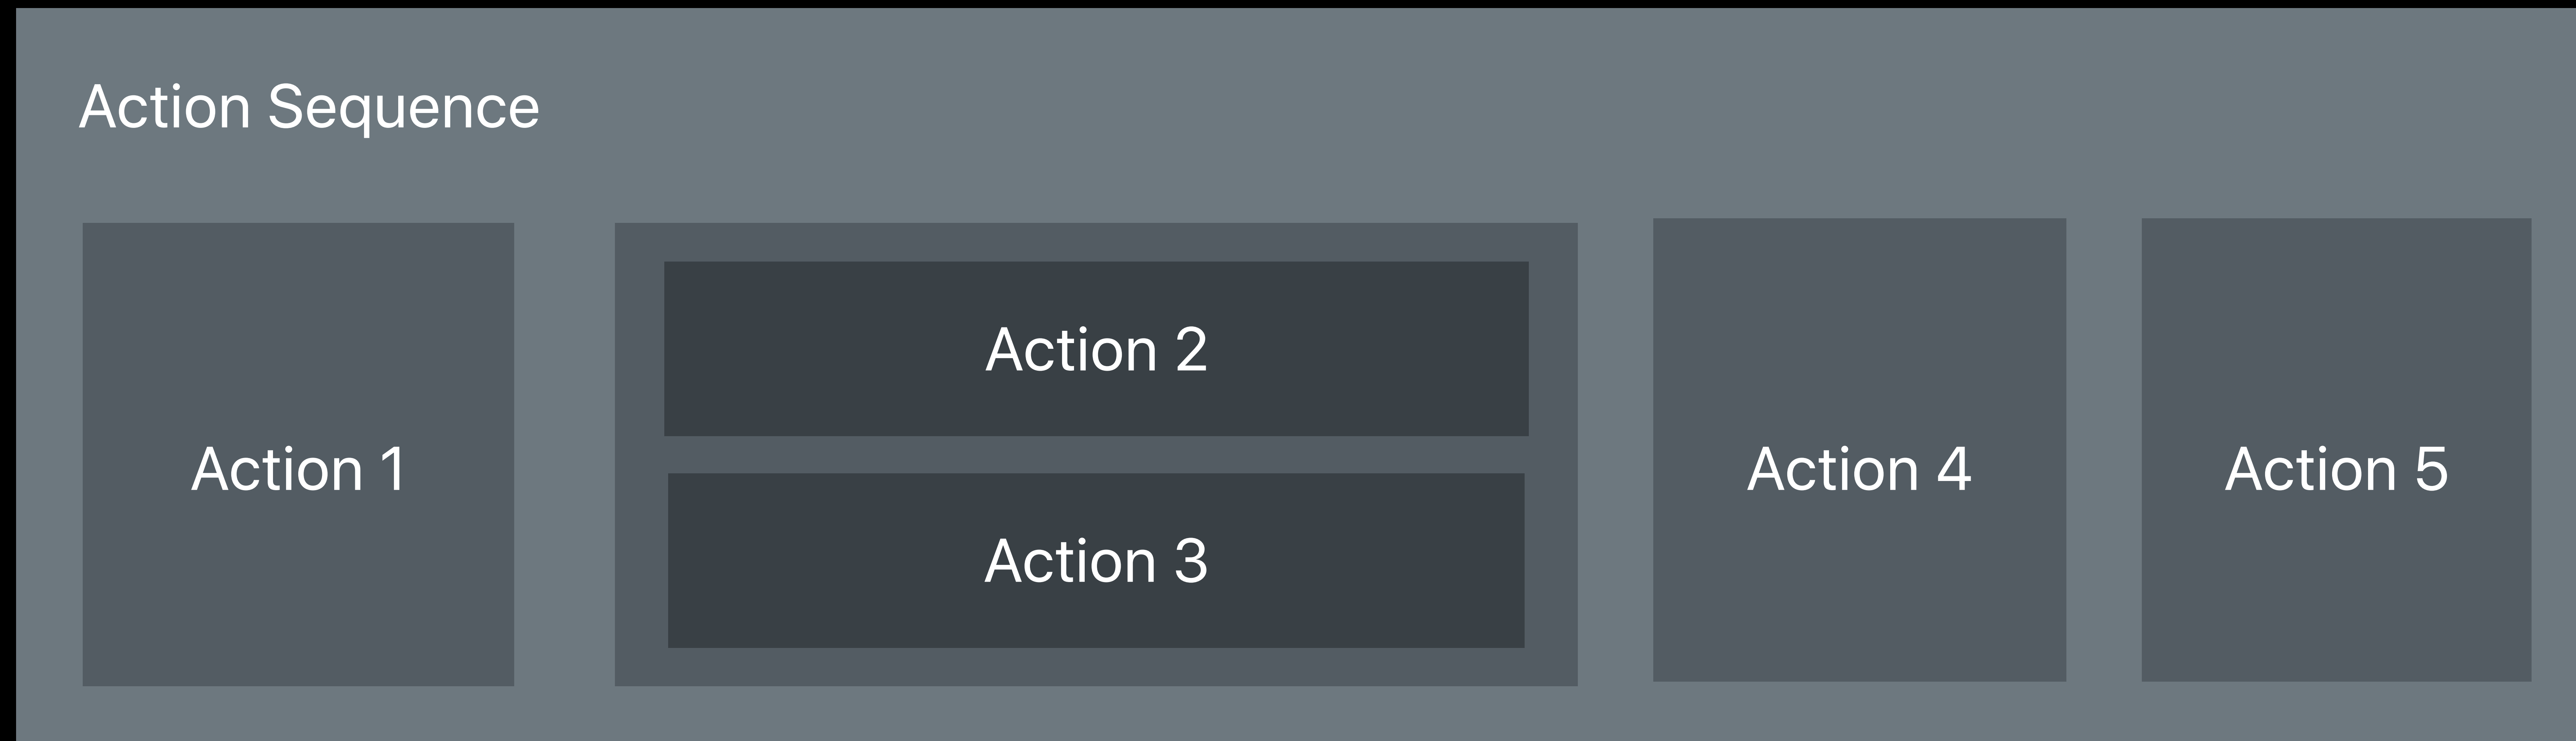 Action Sequence
Action 1
Action 2
Action 3
Action 4
Action 5